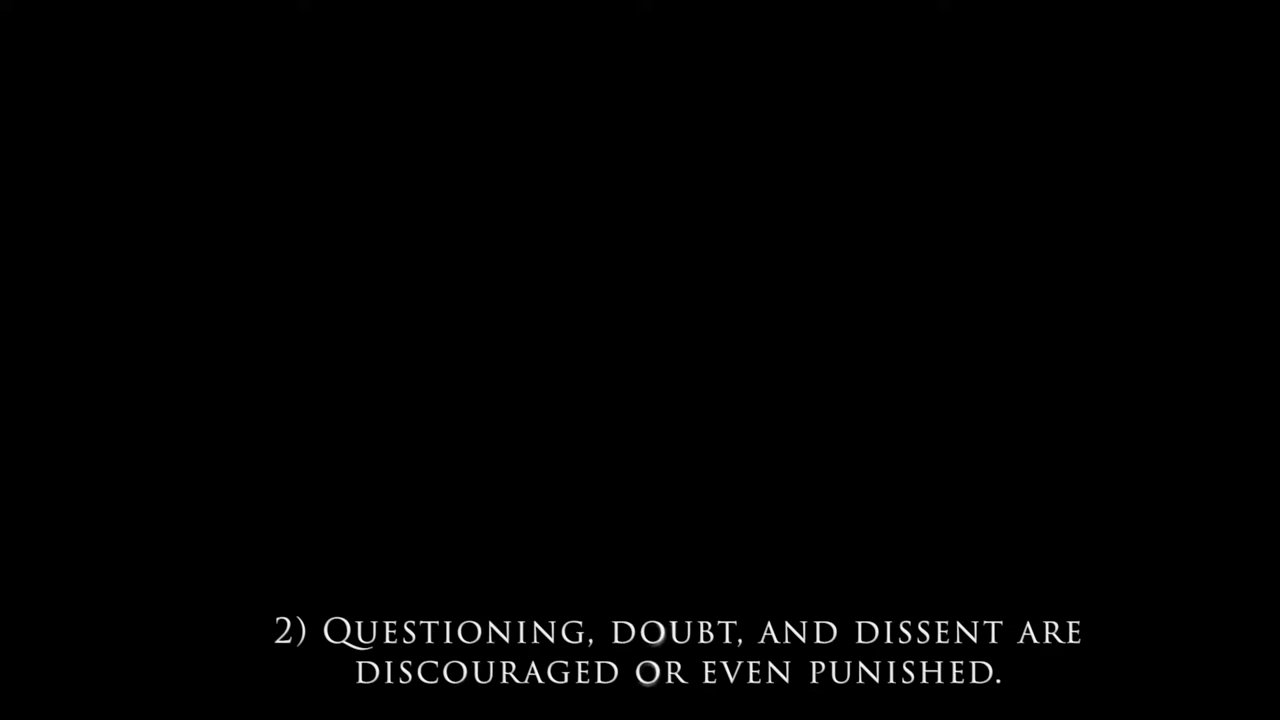 2) Questioning, doubt, and dissent are
discouraged or even punished.